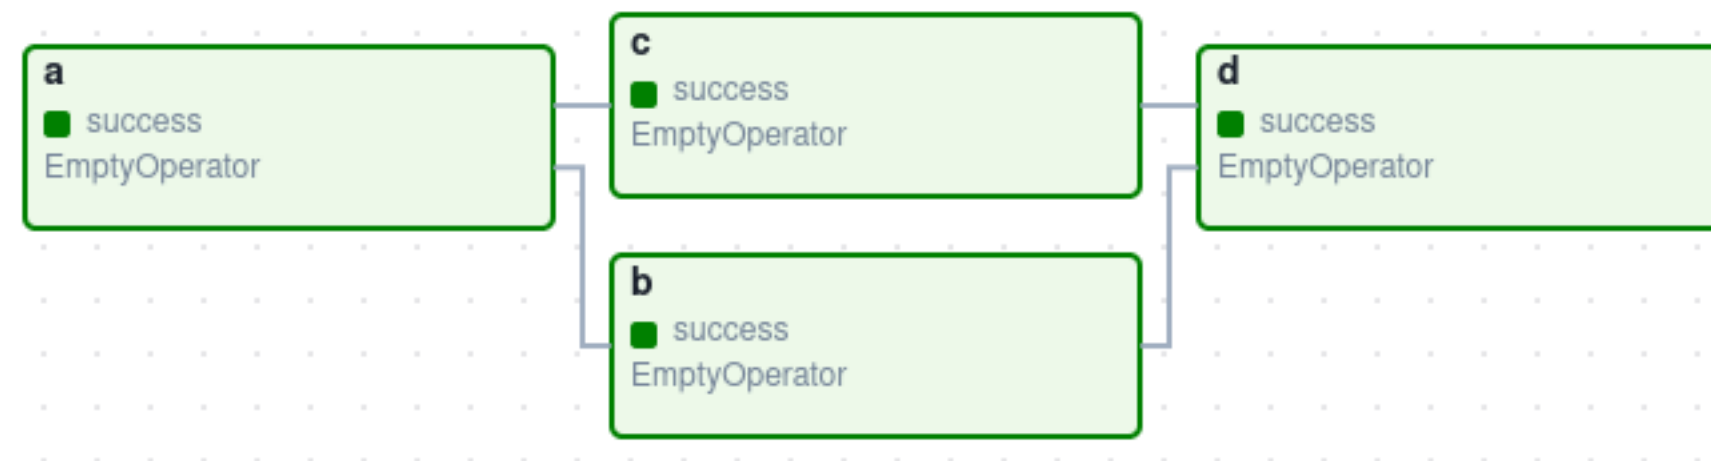 a
success
EmptyOperator
c
success
EmptyOperator
b
success
EmptyOperator
d
success
EmptyOperator